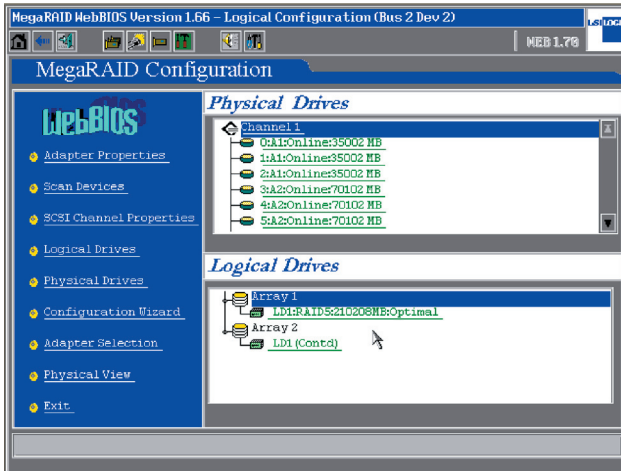 MegaRAID WebBIOS Version 1.66 - Logical Configuration (Bus 2 Dev 2)
LSI LOGIC
WEB 1.70
MegaRAID Configuration
WebBIOS
Adapter Properties
Scan Devices
SCSI Channel Properties
Logical Drives
Physical Drives
Configuration Wizard
Adapter Selection
Physical View
Exit
Physical Drives
Channel 1
0:A1:Online:35002 MB
1:A1:Online:35002 MB
2:A1:Online:35002 MB
3:A2:Online:70102 MB
4:A2:Online:70102 MB
5:A2:Online:70102 MB
Logical Drives
Array 1
LD1:RAID5:210208MB:Optimal
Array 2
LD1 (Contd)